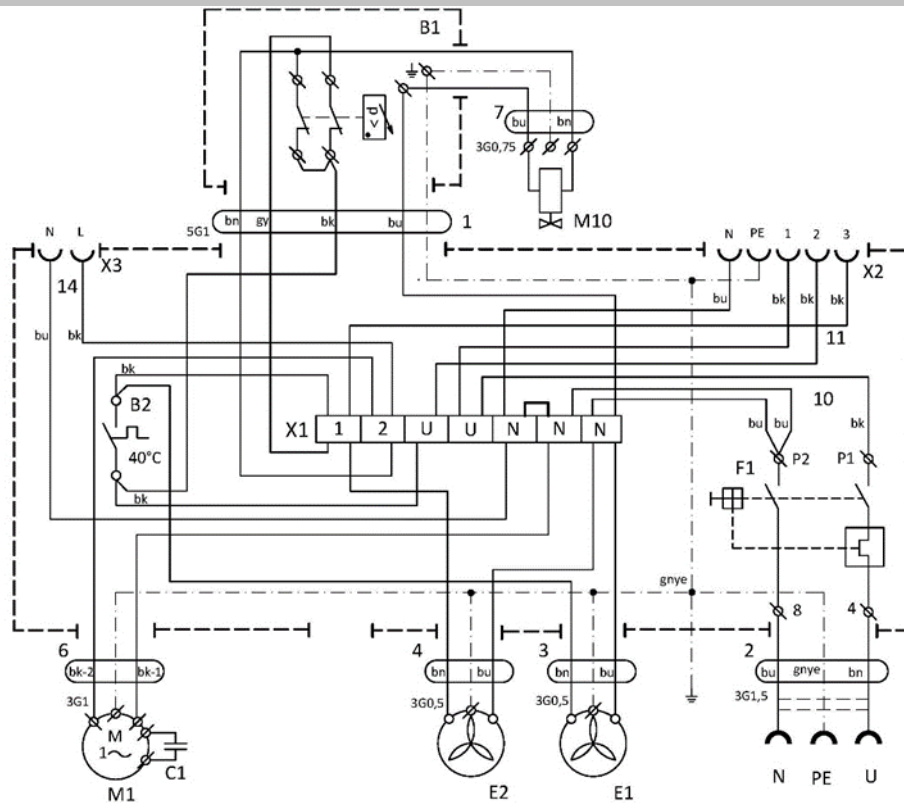 B1
7
bu bn
3G0,75
< d
bn gy bk bu
1
5G1
M10
N L
X3
N PE 1 2 3
X2
14
bu bk
bu bk bk bk
11
bk
B2
40°C
bk
X1 1 2 U U N N N
10
bu bu bk
F1 P2 P1
gnye
8 4
6
bk-2 bk-1
3G1
4
bn bu
3G0,5
3
bn bu
3G0,5
2
bu gnye bn
3G1,5
M
1~
C1
M1
E2
E1
N PE U